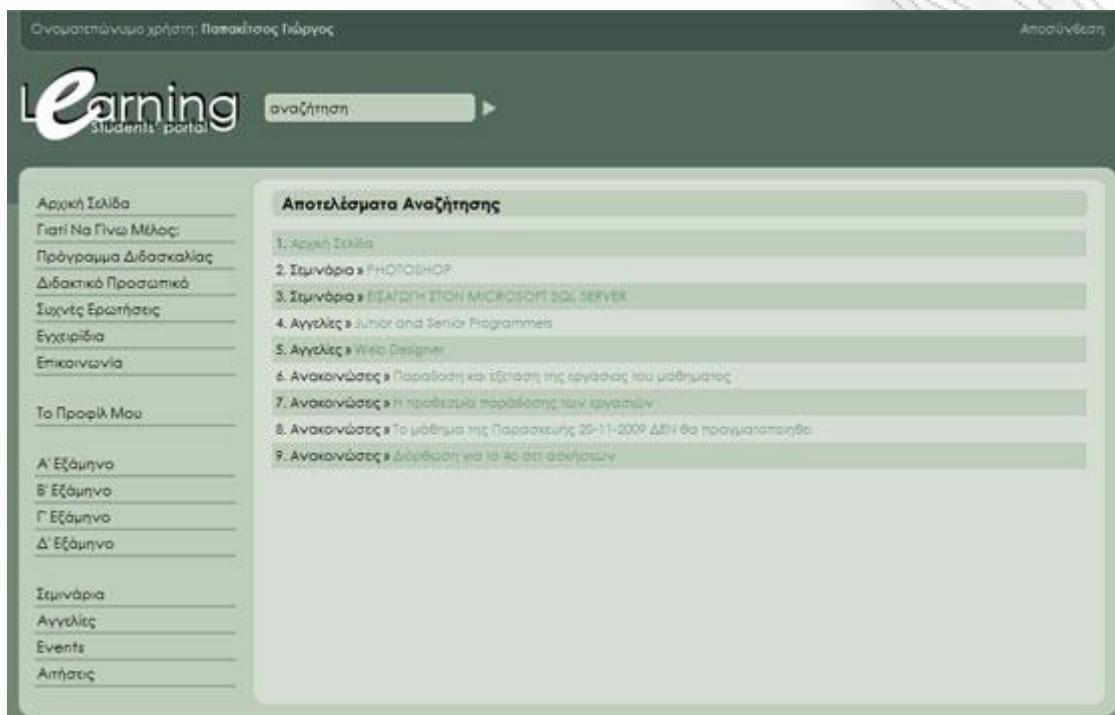 Ονοματεπώνυμο χρήστη: Παπακίτσος Γιώργος
Αποσύνδεση
Learning
Students' portal
αναζήτηση
Αρχική Σελίδα
Γιατί Να Γίνω Μέλος;
Πρόγραμμα Διδασκαλίας
Διδακτικό Προσωπικό
Συχνές Ερωτήσεις
Εγχειρίδια
Επικοινωνία
Το Προφίλ Μου
Α' Εξάμηνο
Β' Εξάμηνο
Γ' Εξάμηνο
Δ' Εξάμηνο
Σεμινάρια
Αγγελίες
Events
Αιτήσεις
Αποτελέσματα Αναζήτησης
1. Αρχική Σελίδα
2. Σεμινάρια » PHOTOSHOP
3. Σεμινάρια » ΕΙΣΑΓΩΓΗ ΣΤΟΝ MICROSOFT SQL SERVER
4. Αγγελίες » Junior and Senior Programmers
5. Αγγελίες » Web Designer
6. Ανακοινώσεις » Παράδοση και εξέταση της εργασίας του μαθήματος
7. Ανακοινώσεις » Η προθεσμία παράδοσης των εργασιών
8. Ανακοινώσεις » Το μάθημα της Παρασκευής 20-11-2009 ΔΕΝ θα πραγματοποιηθεί
9. Ανακοινώσεις » Διόρθωση για το 4ο σετ ασκήσεων